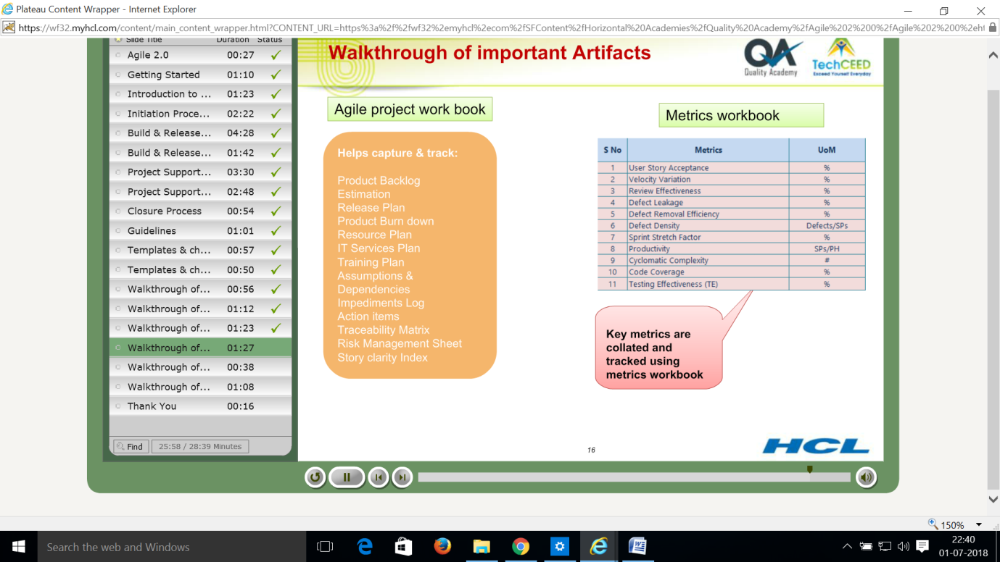 Plateau Content Wrapper - Internet Explorer
https://wf32.myhcl.com/content/main_content_wrapper.html?CONTENT_URL=https%3a%2f%2fwf32%2emyhcl%2ecom%2fSFContent%2fHorizontal%20Academies%2fQuality%20Academy%2fAgile%202%200%2fAgile%202%200%2eht
Slide Title Duration Status
Agile 2.0 00:27
Getting Started 01:10
Introduction to ... 01:23
Initiation Proce... 02:22
Build & Release... 04:28
Build & Release... 01:42
Project Support... 03:30
Project Support... 02:48
Closure Process 00:54
Guidelines 01:01
Templates & ch... 00:57
Templates & ch... 00:50
Walkthrough of... 00:56
Walkthrough of... 01:12
Walkthrough of... 01:23
Walkthrough of... 01:27
Walkthrough of... 00:38
Walkthrough of... 01:08
Thank You 00:16
Find 25:58 / 28:39 Minutes
Walkthrough of important Artifacts
QA
Quality Academy
TechCEED
Exceed Yourself Everyday
Agile project work book
Helps capture & track:
Product Backlog
Estimation
Release Plan
Product Burn down
Resource Plan
IT Services Plan
Training Plan
Assumptions &
Dependencies
Impediments Log
Action items
Traceability Matrix
Risk Management Sheet
Story clarity Index
Metrics workbook
S No Metrics UoM
1 User Story Acceptance %
2 Velocity Variation %
3 Review Effectiveness %
4 Defect Leakage %
5 Defect Removal Efficiency %
6 Defect Density Defects/SPs
7 Sprint Stretch Factor %
8 Productivity SPs/PH
9 Cyclomatic Complexity #
10 Code Coverage %
11 Testing Effectiveness (TE) %
Key metrics are
collated and
tracked using
metrics workbook
16
HCL
150%
Search the web and Windows
22:40
01-07-2018